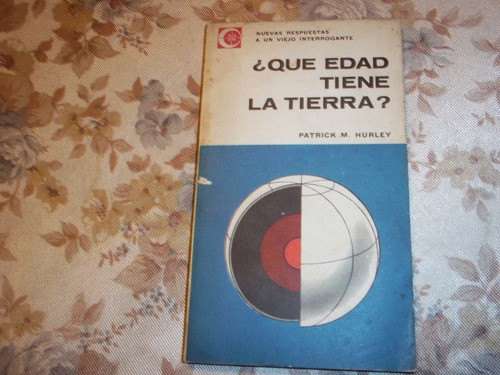 NUEVAS RESPUESTAS
A UN VIEJO INTERROGANTE
¿QUE EDAD
TIENE
LA TIERRA?
PATRICK M. HURLEY